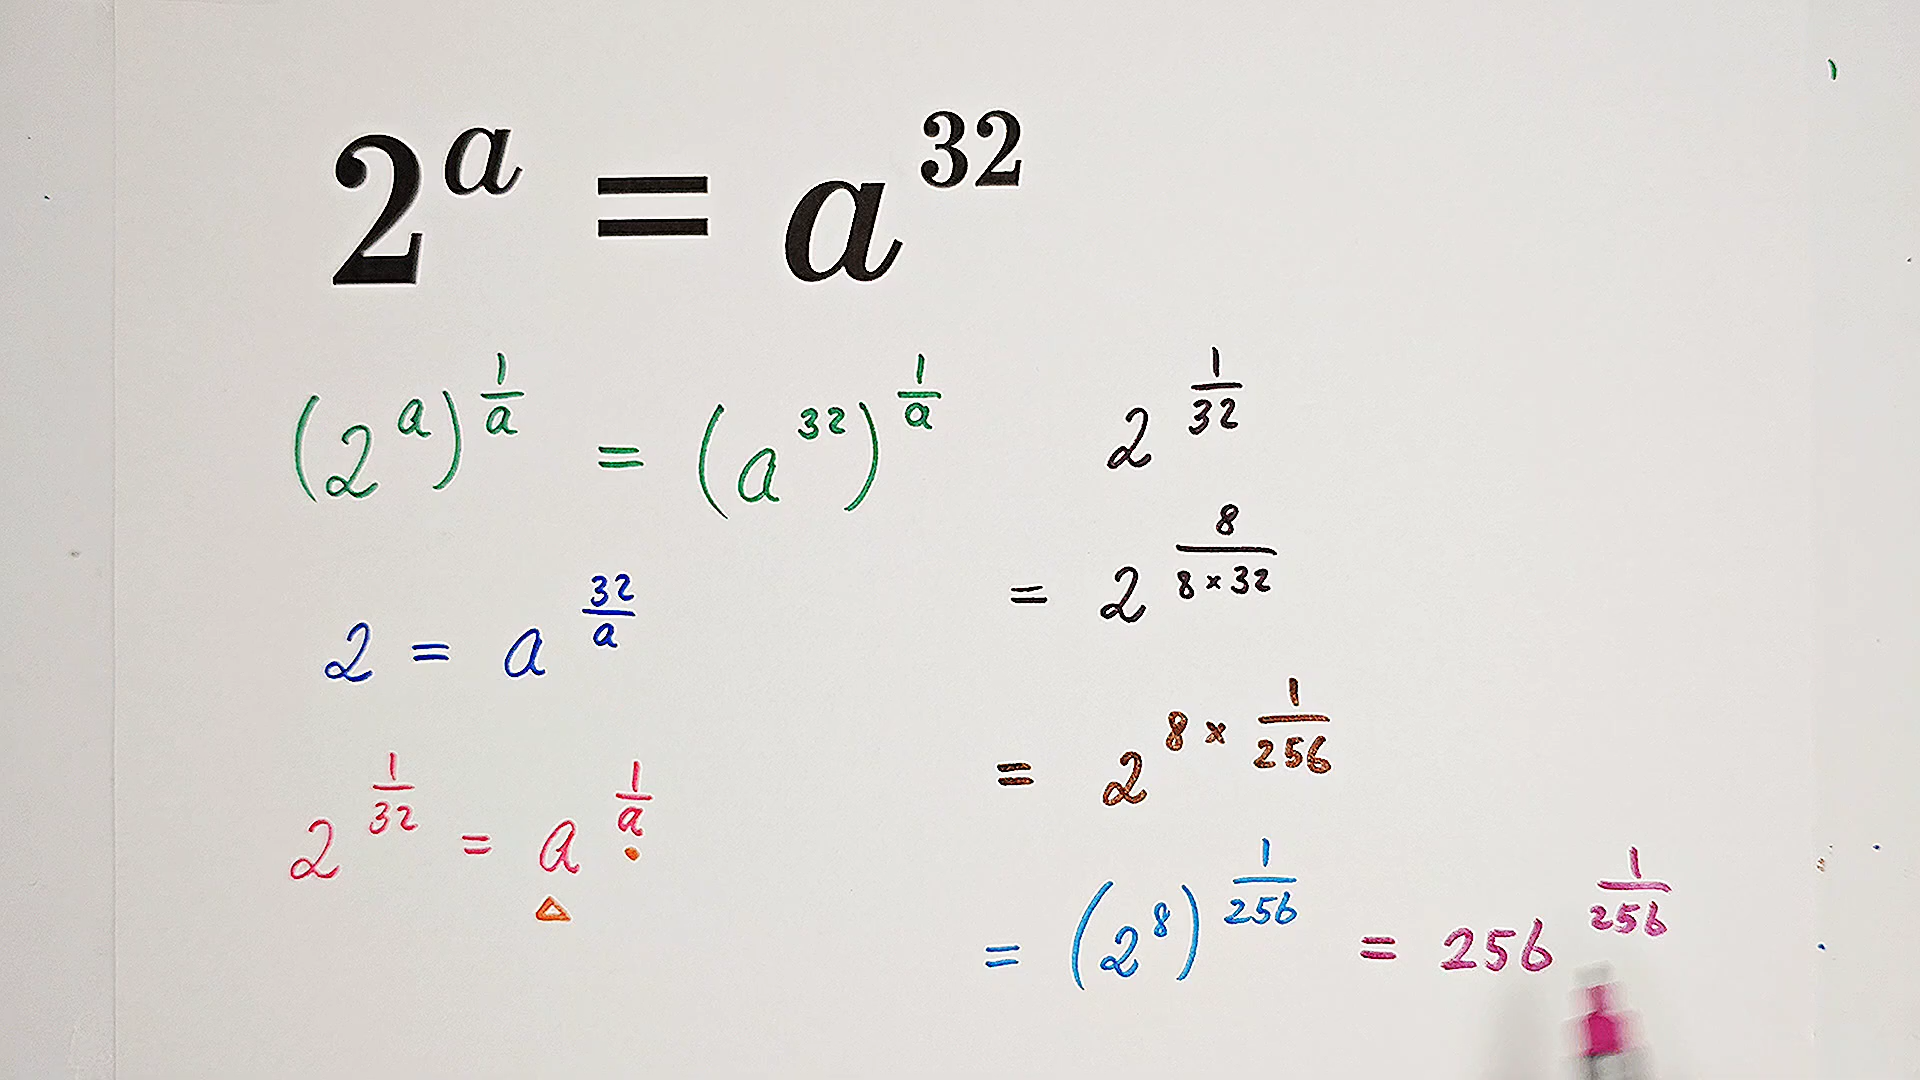 2^a = a^32
(2^a)^(1/a) = (a^32)^(1/a)
2 = a^(32/a)
2^(1/32) = a^(1/a)
2^(1/32)
= 2^(8/(8×32))
= 2^(8 × 1/256)
= (2^8)^(1/256) = 256^(1/256)